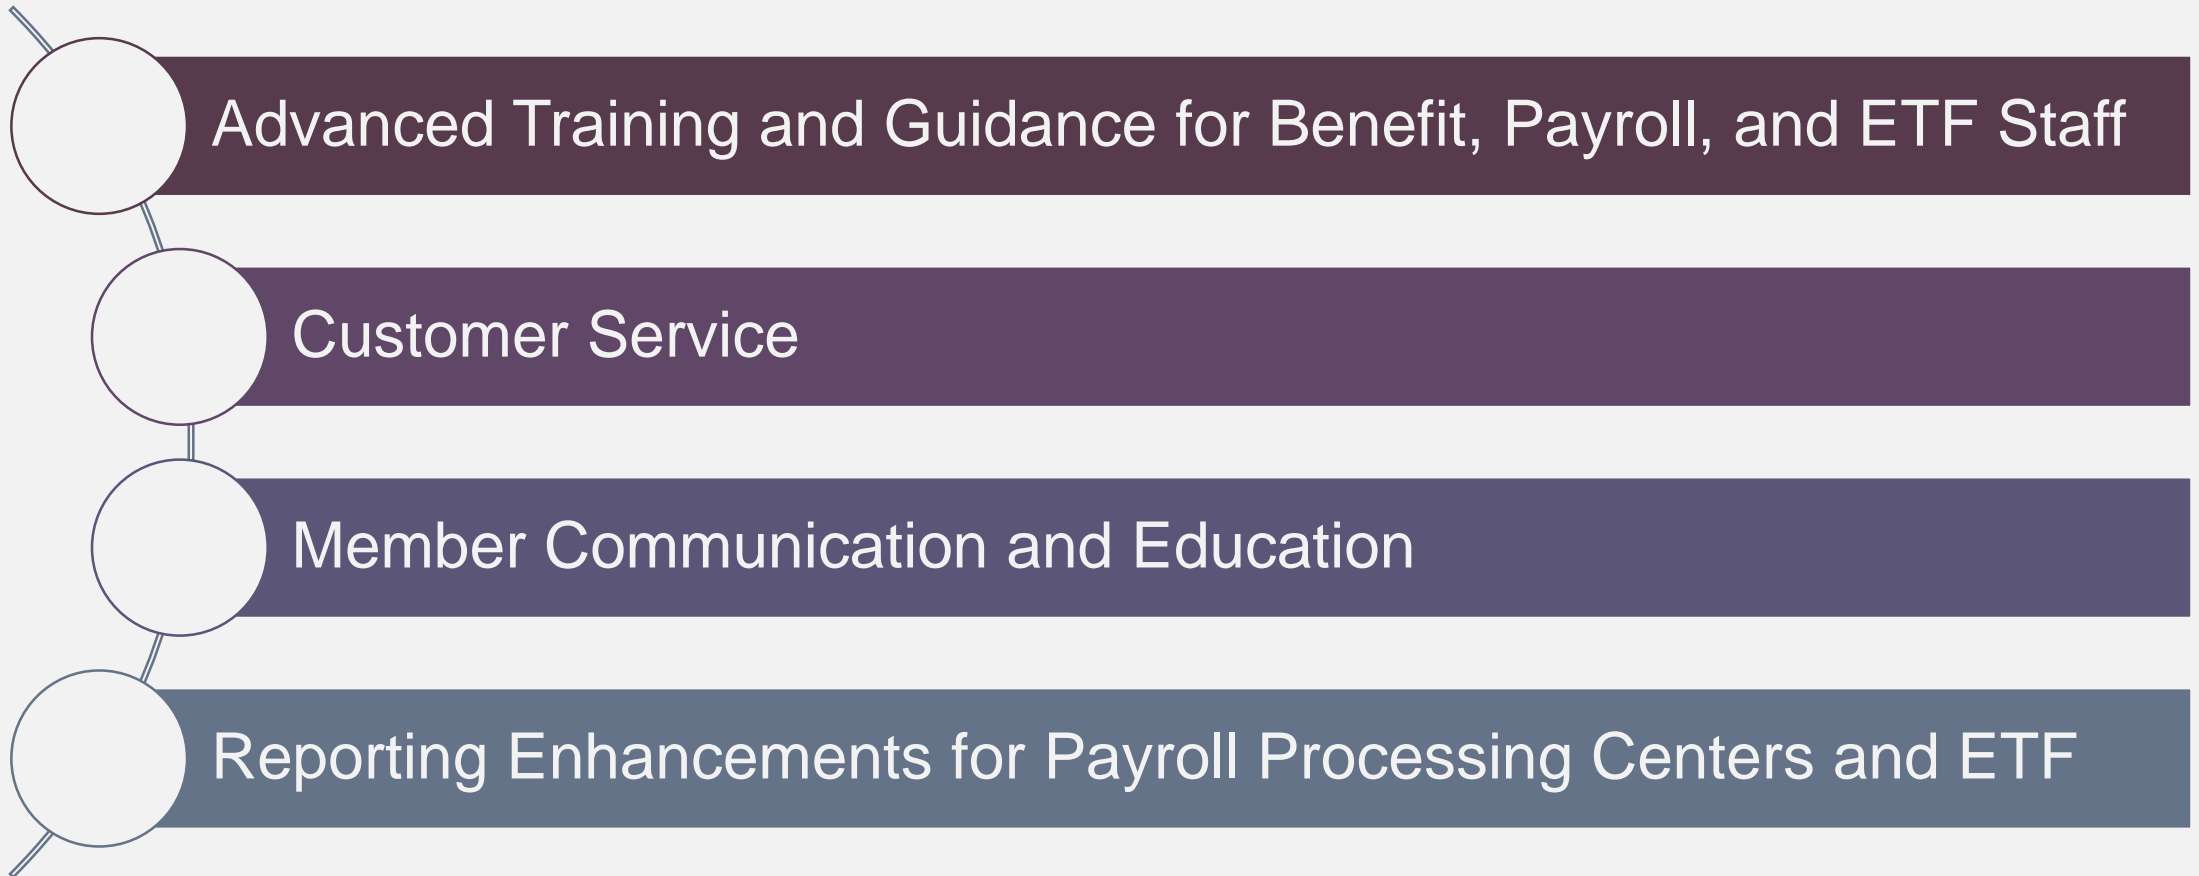 Advanced Training and Guidance for Benefit, Payroll, and ETF Staff
Customer Service
Member Communication and Education
Reporting Enhancements for Payroll Processing Centers and ETF